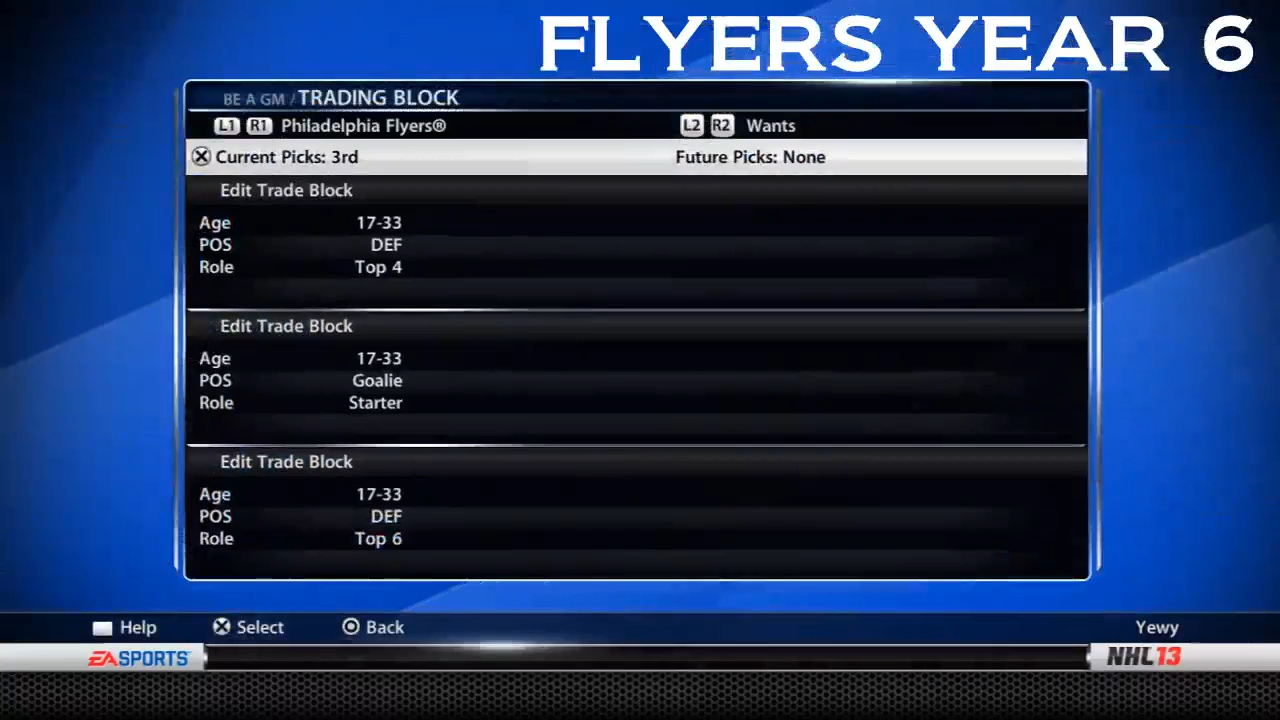 FLYERS YEAR 6
BE A GM / TRADING BLOCK
L1 R1 Philadelphia Flyers® L2 R2 Wants
Current Picks: 3rd Future Picks: None
Edit Trade Block
Age 17-33
POS DEF
Role Top 4
Edit Trade Block
Age 17-33
POS Goalie
Role Starter
Edit Trade Block
Age 17-33
POS DEF
Role Top 6
Help Select Back Yewy
EA SPORTS NHL 13